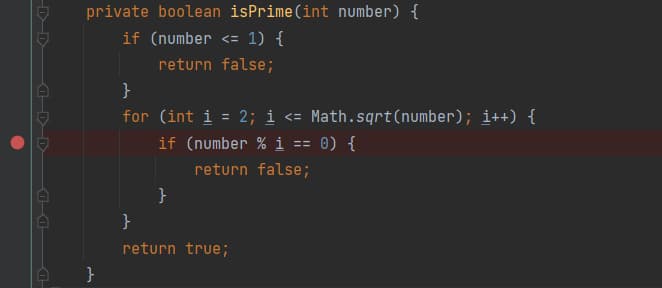 private boolean isPrime(int number) {
if (number <= 1) {
return false;
}
for (int i = 2; i <= Math.sqrt(number); i++) {
if (number % i == 0) {
return false;
}
}
return true;
}